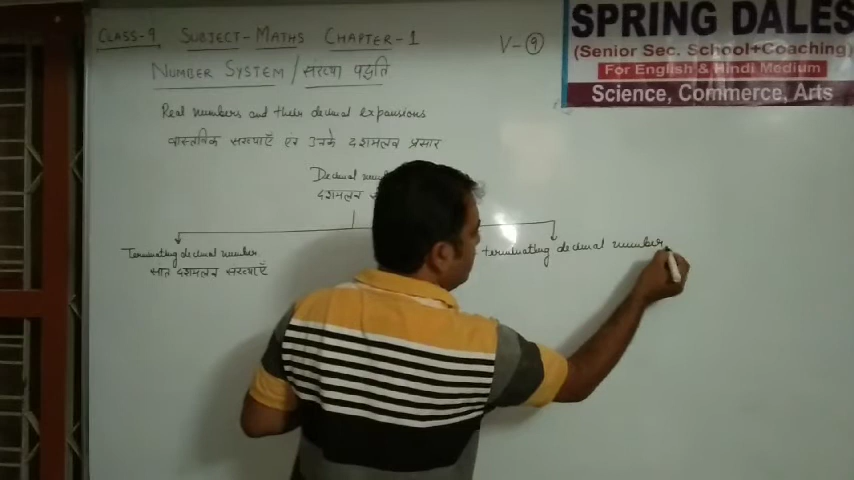 CLASS-9 SUBJECT-MATHS CHAPTER-1
V-9
NUMBER SYSTEM / संख्या पद्धति
Real numbers and their decimal expansions
वास्तविक संख्याएँ एवं उनके दशमलव प्रसार
Decimal
दशमलव
Terminating decimal number
सांत दशमलव संख्याएँ
terminating decimal number
SPRING DALES
(Senior Sec. School+Coaching)
For English & Hindi Medium
Science, Commerce, Arts